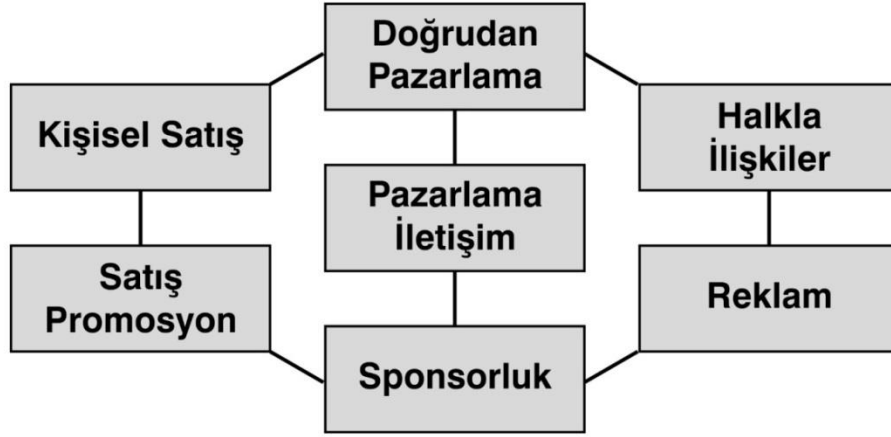 Doğrudan
Pazarlama
Kişisel Satış
Halkla
İlişkiler
Pazarlama
İletişim
Satış
Promosyon
Reklam
Sponsorluk